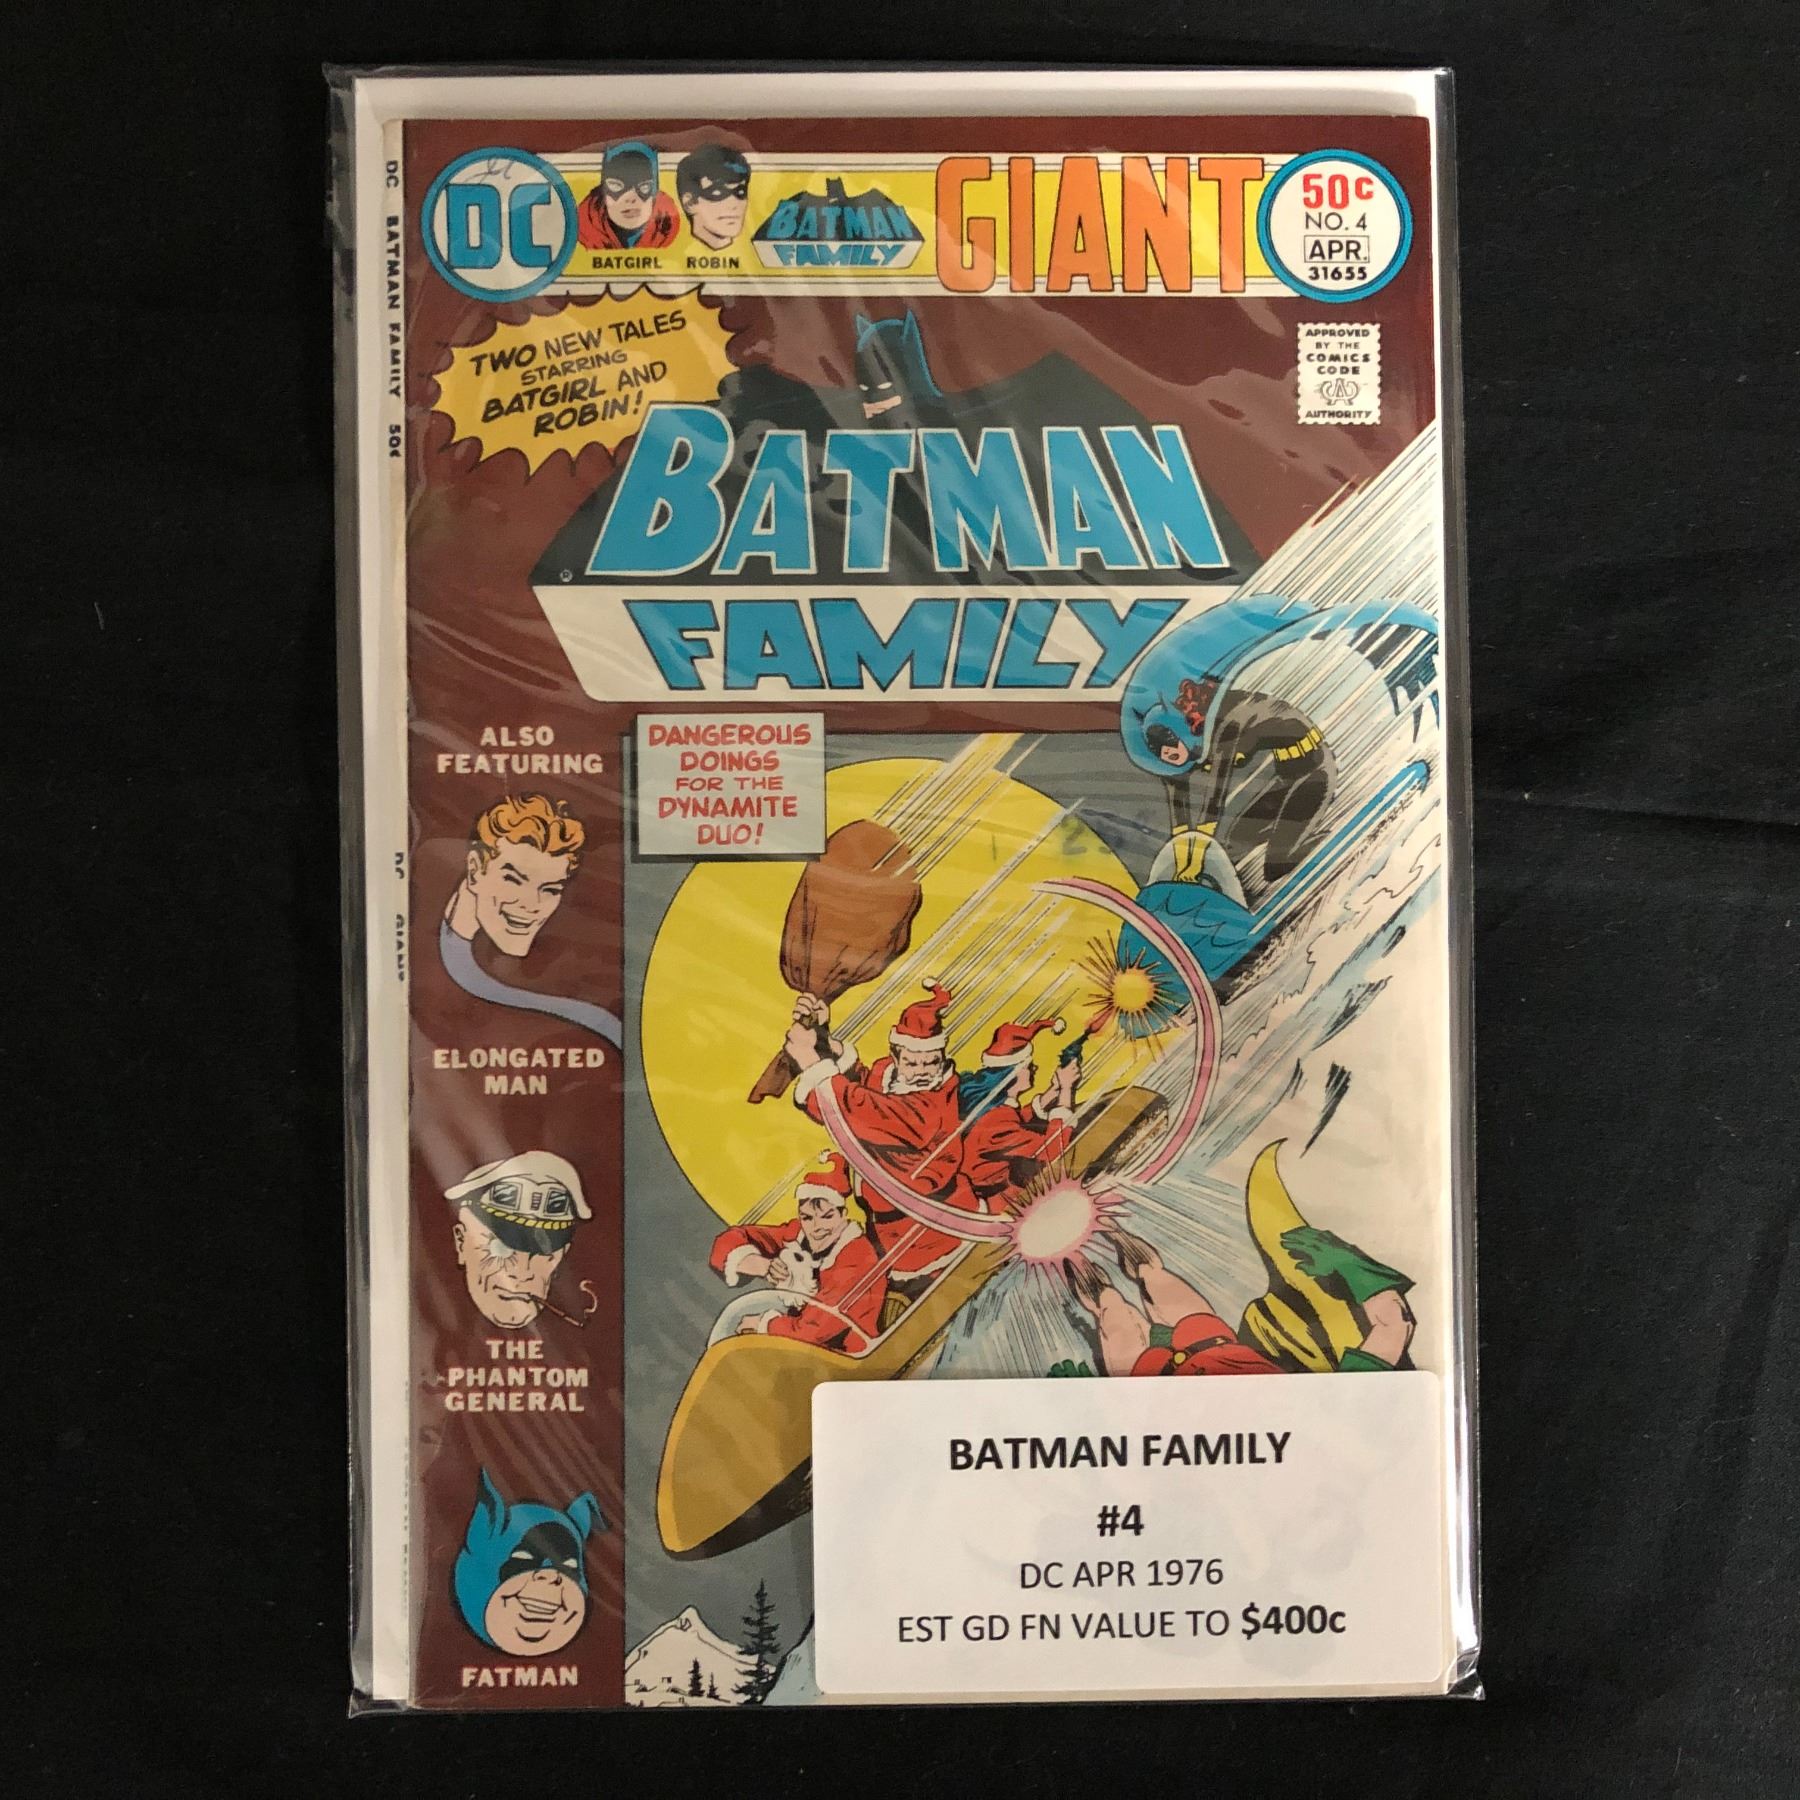 DC
BATGIRL
ROBIN
BATMAN
FAMILY
GIANT
50c
NO. 4
APR.
31655
DC BATMAN FAMILY 50¢
TWO NEW TALES
STARRING
BATGIRL AND
ROBIN!
APPROVED
BY THE
COMICS
CODE
AUTHORITY
BATMAN
FAMILY
®
DANGEROUS
DOINGS
FOR THE
DYNAMITE
DUO!
ALSO
FEATURING
ELONGATED
MAN
THE
PHANTOM
GENERAL
FATMAN
BATMAN FAMILY
#4
DC APR 1976
EST GD FN VALUE TO $400c